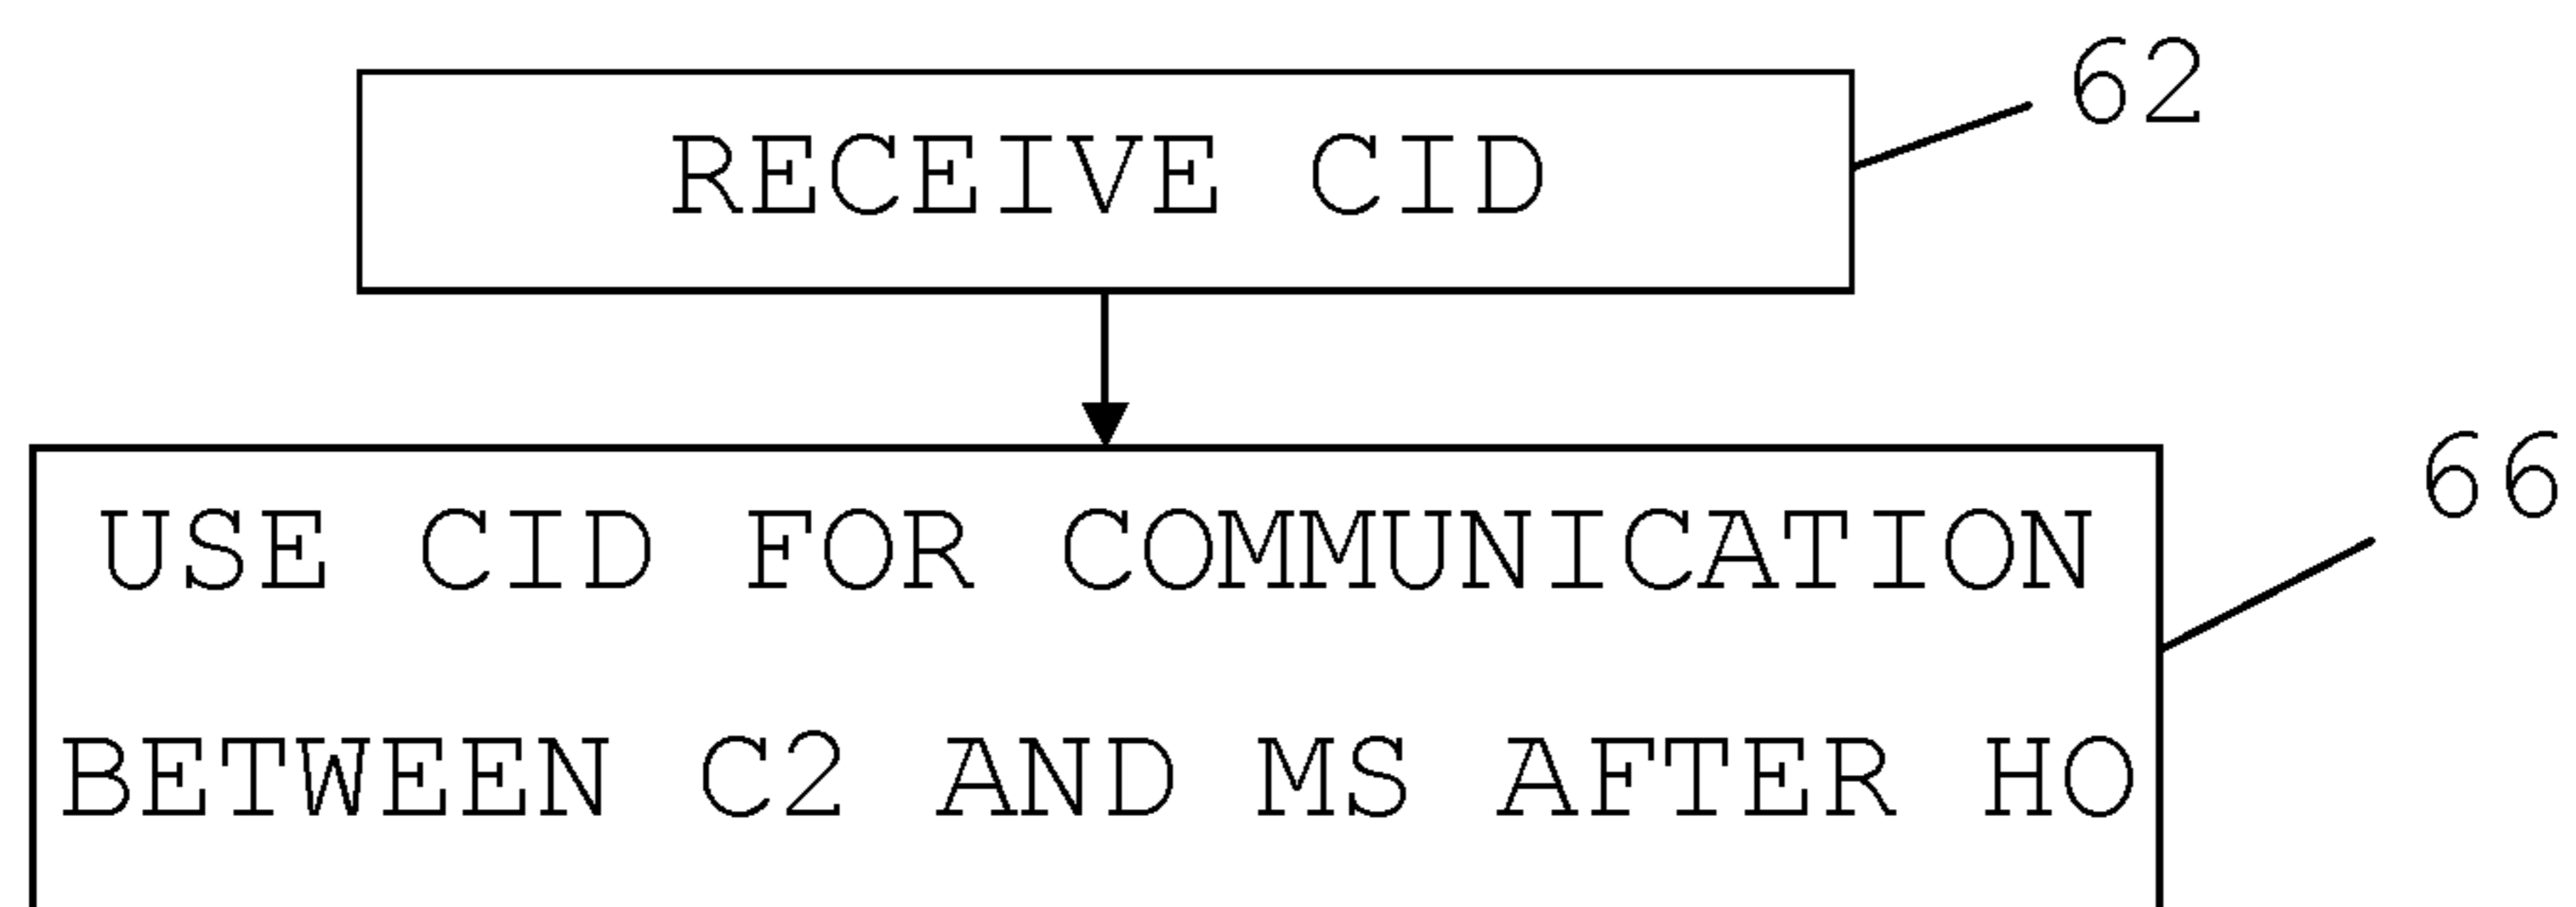 RECEIVE CID
62
USE CID FOR COMMUNICATION
BETWEEN C2 AND MS AFTER HO
66